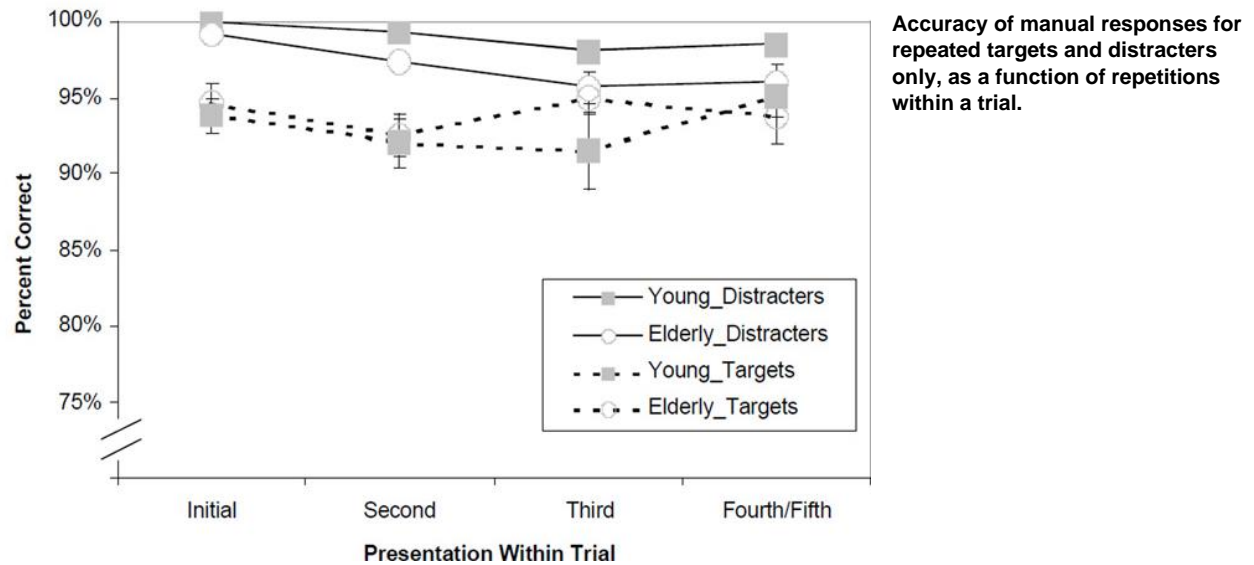 100%
95%
90%
85%
80%
75%
Percent Correct
Young_Distracters
Elderly_Distracters
Young_Targets
Elderly_Targets
Initial Second Third Fourth/Fifth
Presentation Within Trial
Accuracy of manual responses for
repeated targets and distracters
only, as a function of repetitions
within a trial.